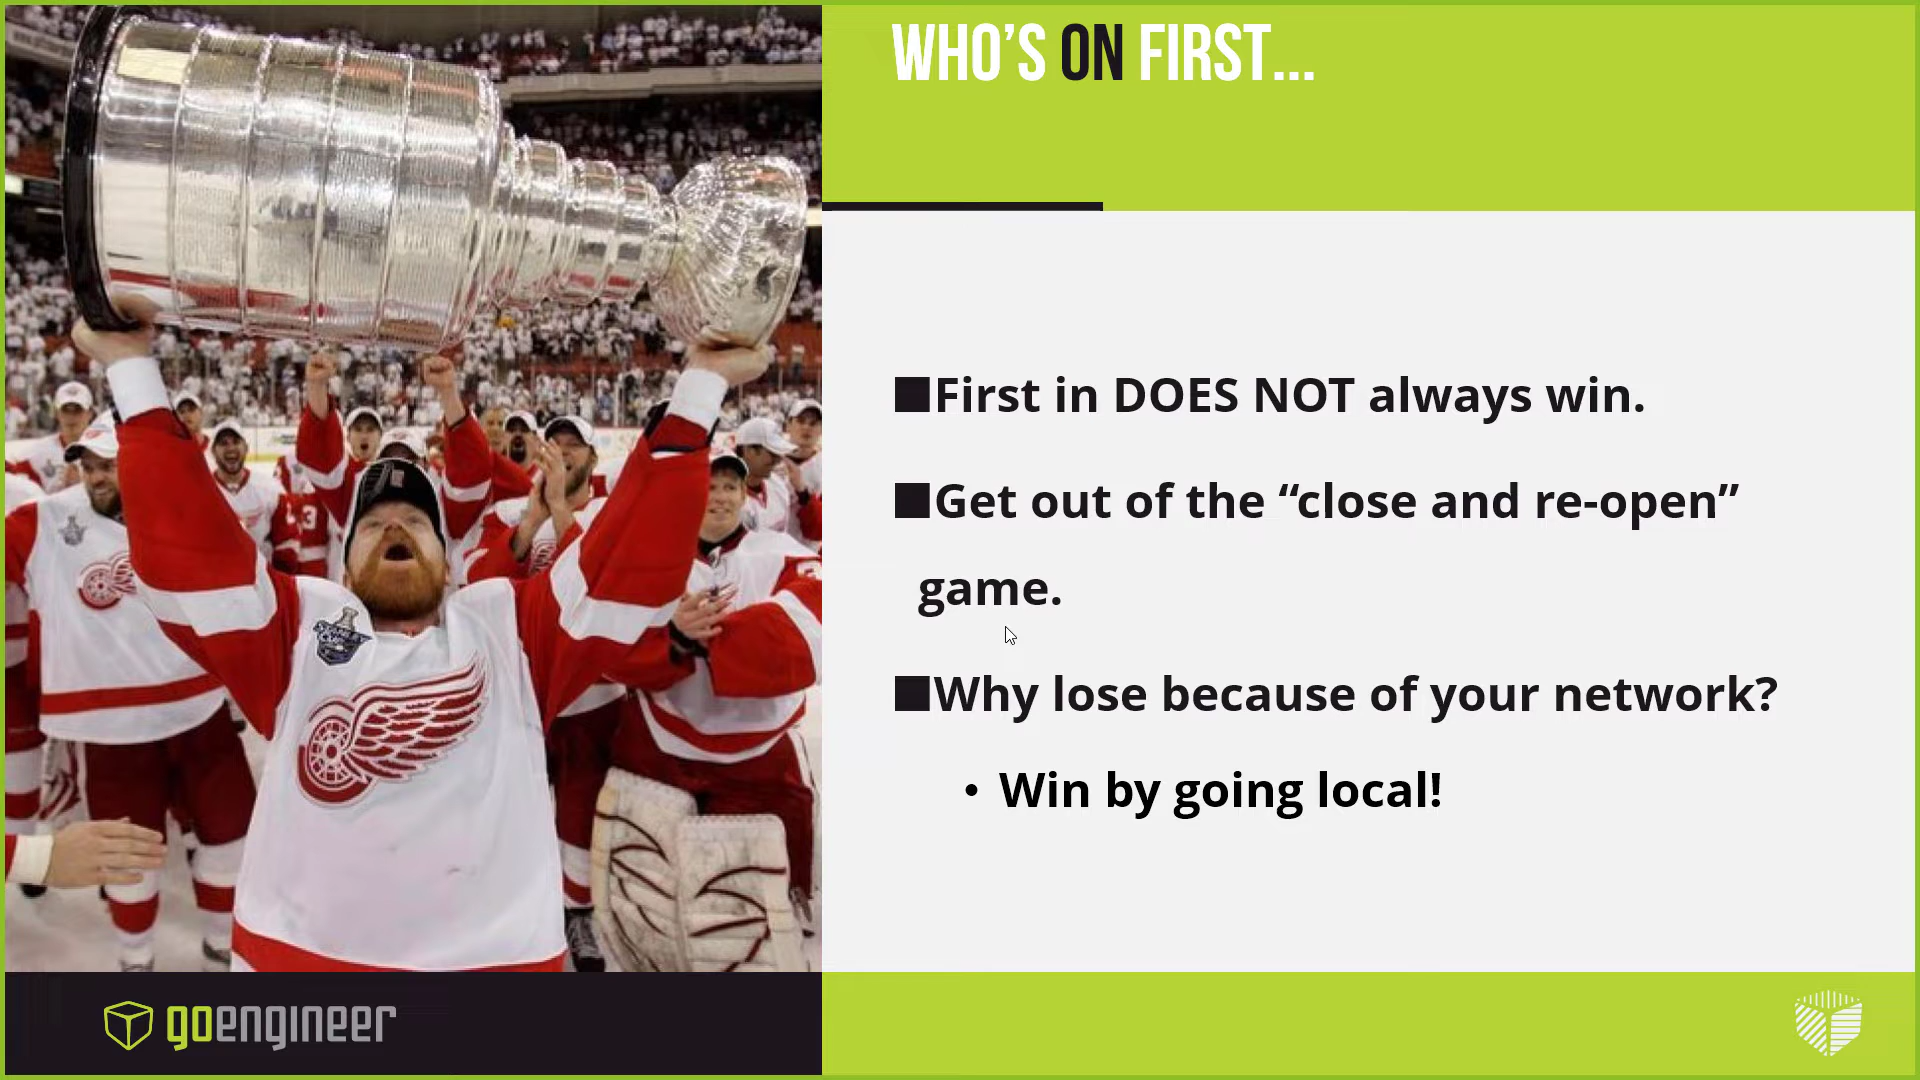 WHO'S ON FIRST...
■First in DOES NOT always win.
■Get out of the “close and re-open”
game.
■Why lose because of your network?
• Win by going local!
goengineer